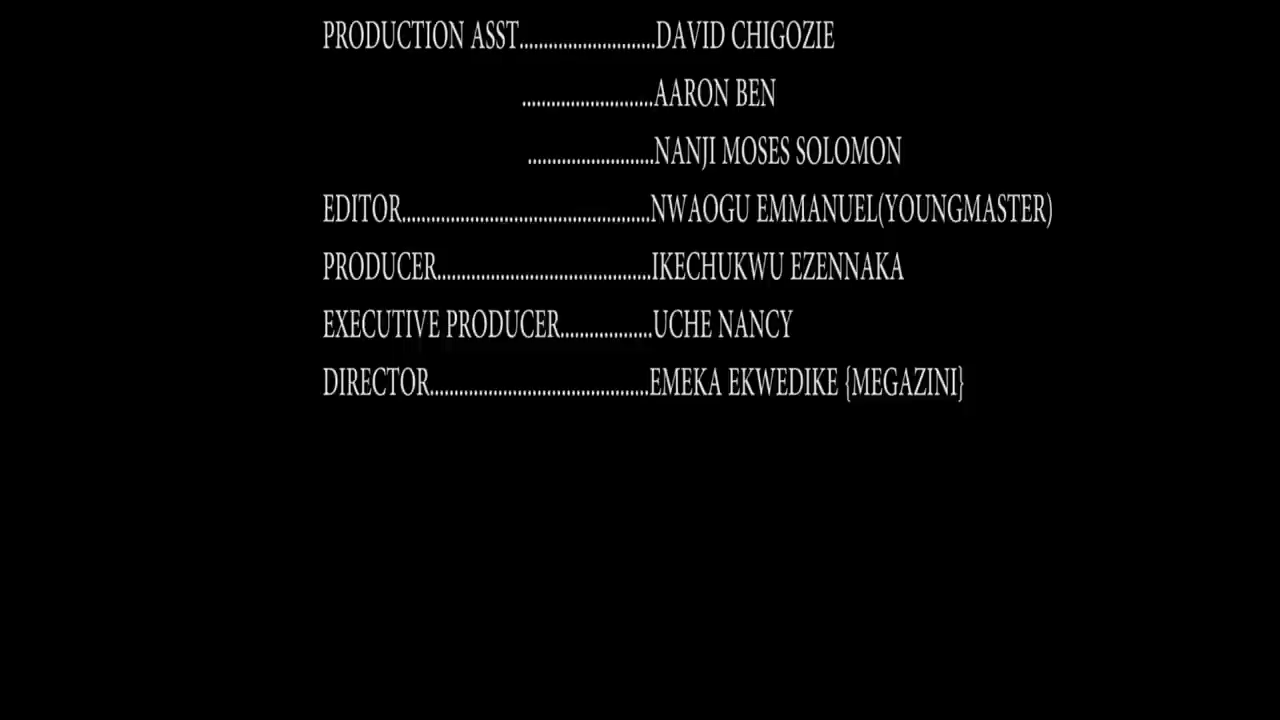 PRODUCTION ASST............................DAVID CHIGOZIE
...........................AARON BEN
..........................NANJI MOSES SOLOMON
EDITOR...................................................NWAOGU EMMANUEL(YOUNGMASTER)
PRODUCER............................................IKECHUKWU EZENNAKA
EXECUTIVE PRODUCER...................UCHE NANCY
DIRECTOR.............................................EMEKA EKWEDIKE {MEGAZINI}